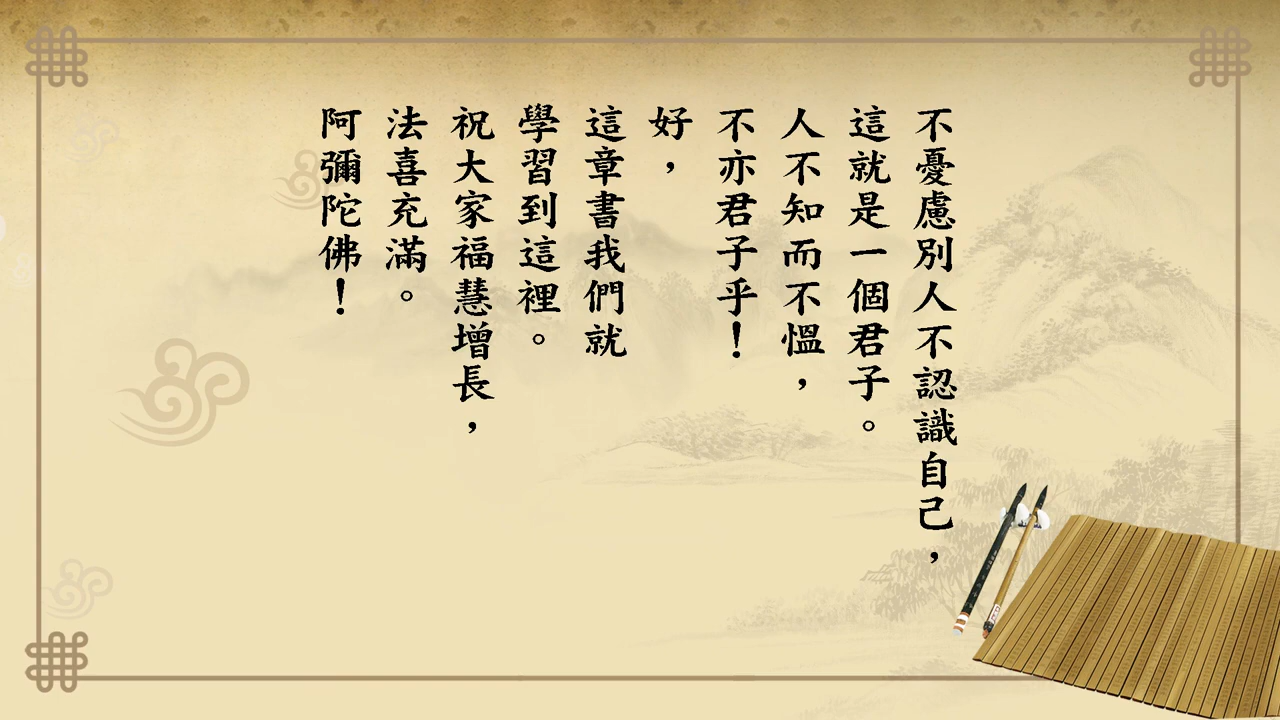 不憂慮別人不認識自己，
這就是一個君子。
人不知而不慍，
不亦君子乎！
好，
這章書我們就
學習到這裡。
祝大家福慧增長，
法喜充滿。
阿彌陀佛！